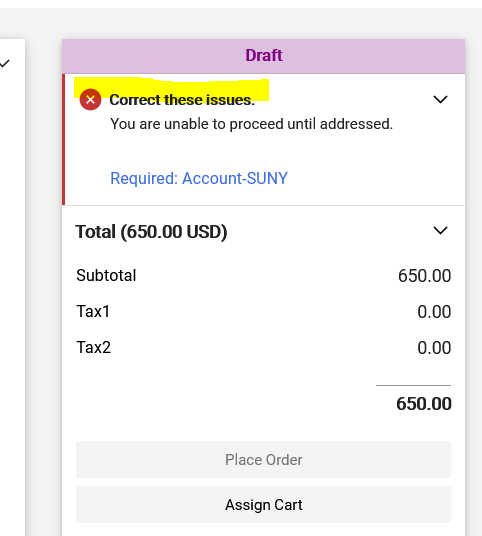 Draft
Correct these issues.
You are unable to proceed until addressed.
Required: Account-SUNY
Total (650.00 USD)
Subtotal 650.00
Tax1 0.00
Tax2 0.00
650.00
Place Order
Assign Cart